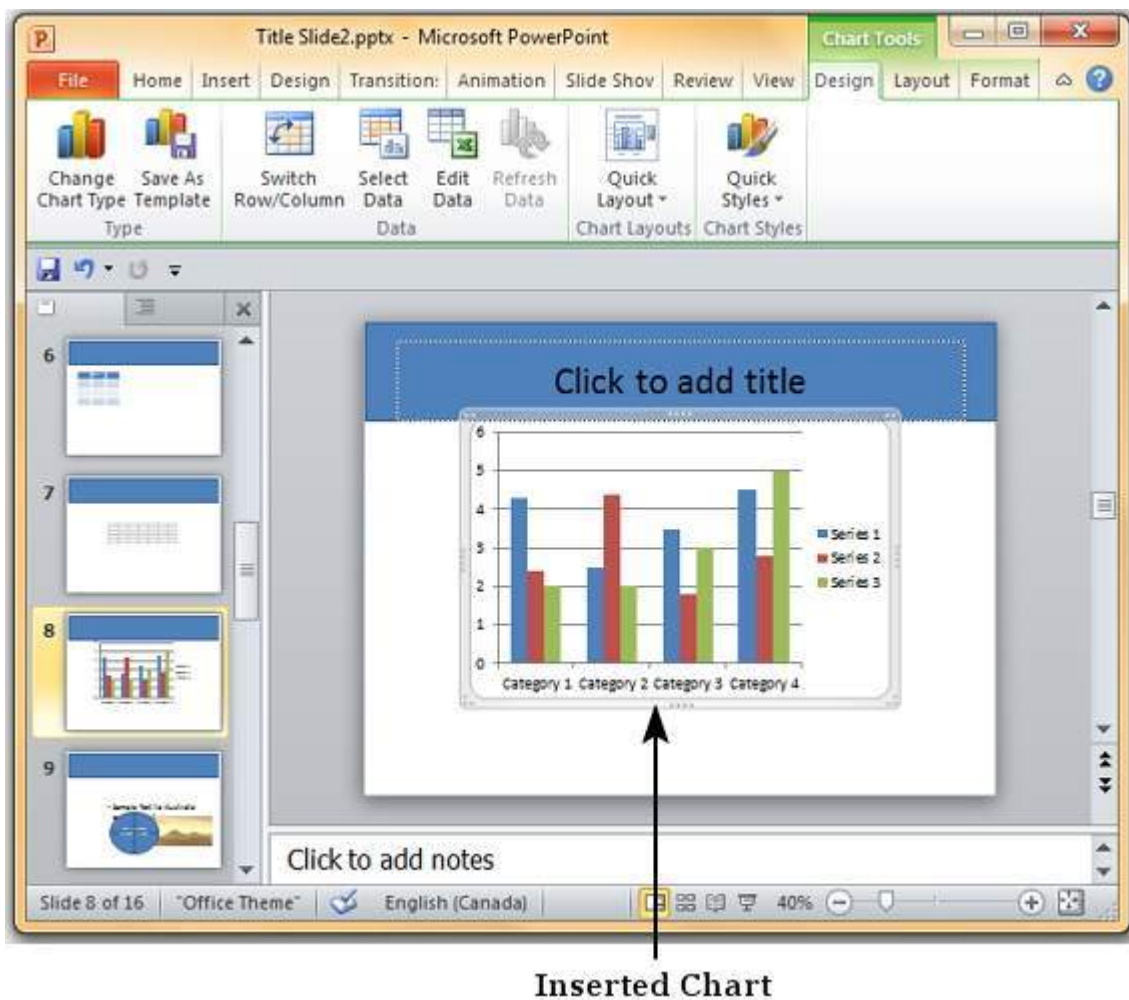 Title Slide2.pptx - Microsoft PowerPoint
Chart Tools
File Home Insert Design Transition: Animation Slide Shov Review View Design Layout Format
Change Chart Type
Save As Template
Switch Row/Column
Select Data
Edit Data
Refresh Data
Quick Layout
Quick Styles
Type Data Chart Layouts Chart Styles
6
7
8
9
Click to add title
6
5
4
3
2
1
0
Category 1 Category 2 Category 3 Category 4
Series 1
Series 2
Series 3
Click to add notes
Slide 8 of 16 "Office Theme" English (Canada) 40%
Inserted Chart